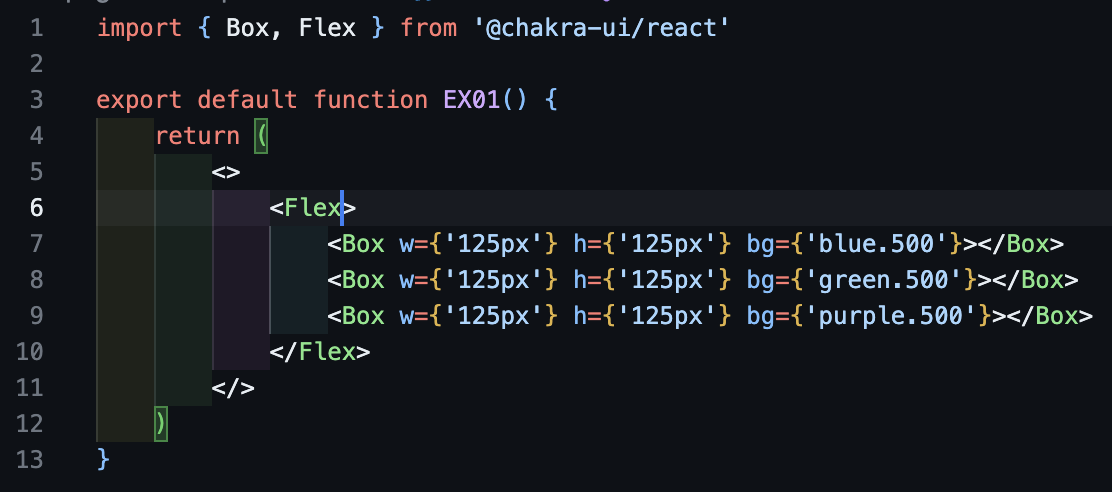 1 import { Box, Flex } from '@chakra-ui/react'
2
3 export default function EX01() {
4     return (
5         <>
6             <Flex>
7                 <Box w={'125px'} h={'125px'} bg={'blue.500'}></Box>
8                 <Box w={'125px'} h={'125px'} bg={'green.500'}></Box>
9                 <Box w={'125px'} h={'125px'} bg={'purple.500'}></Box>
10             </Flex>
11         </>
12     )
13 }